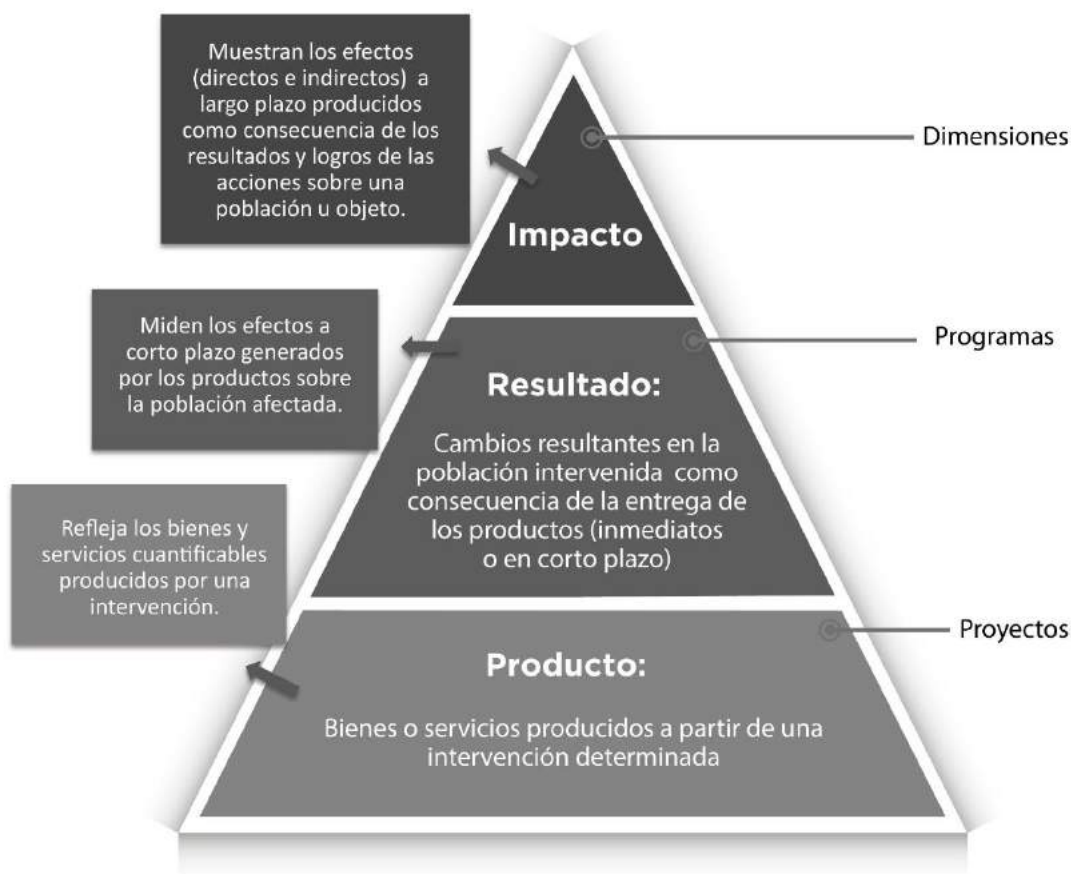 Muestran los efectos
(directos e indirectos) a
largo plazo producidos
como consecuencia de los
resultados y logros de las
acciones sobre una
población u objeto.
Dimensiones
Impacto
Miden los efectos a
corto plazo generados
por los productos sobre
la población afectada.
Programas
Resultado:
Cambios resultantes en la
población intervenida como
consecuencia de la entrega de
los productos (inmediatos
o en corto plazo)
Refleja los bienes y
servicios cuantificables
producidos por una
intervención.
Proyectos
Producto:
Bienes o servicios producidos a partir de una
intervención determinada